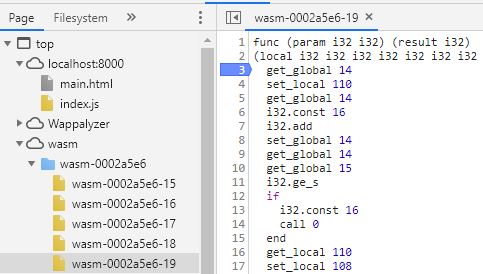 Page
Filesystem
wasm-0002a5e6-19
top
localhost:8000
main.html
index.js
Wappalyzer
wasm
wasm-0002a5e6
wasm-0002a5e6-15
wasm-0002a5e6-16
wasm-0002a5e6-17
wasm-0002a5e6-18
wasm-0002a5e6-19
1 func (param i32 i32) (result i32)
2 (local i32 i32 i32 i32 i32 i32 i32
3 get_global 14
4 set_local 110
5 get_global 14
6 i32.const 16
7 i32.add
8 set_global 14
9 get_global 14
10 get_global 15
11 i32.ge_s
12 if
13 i32.const 16
14 call 0
15 end
16 get_local 110
17 set_local 108